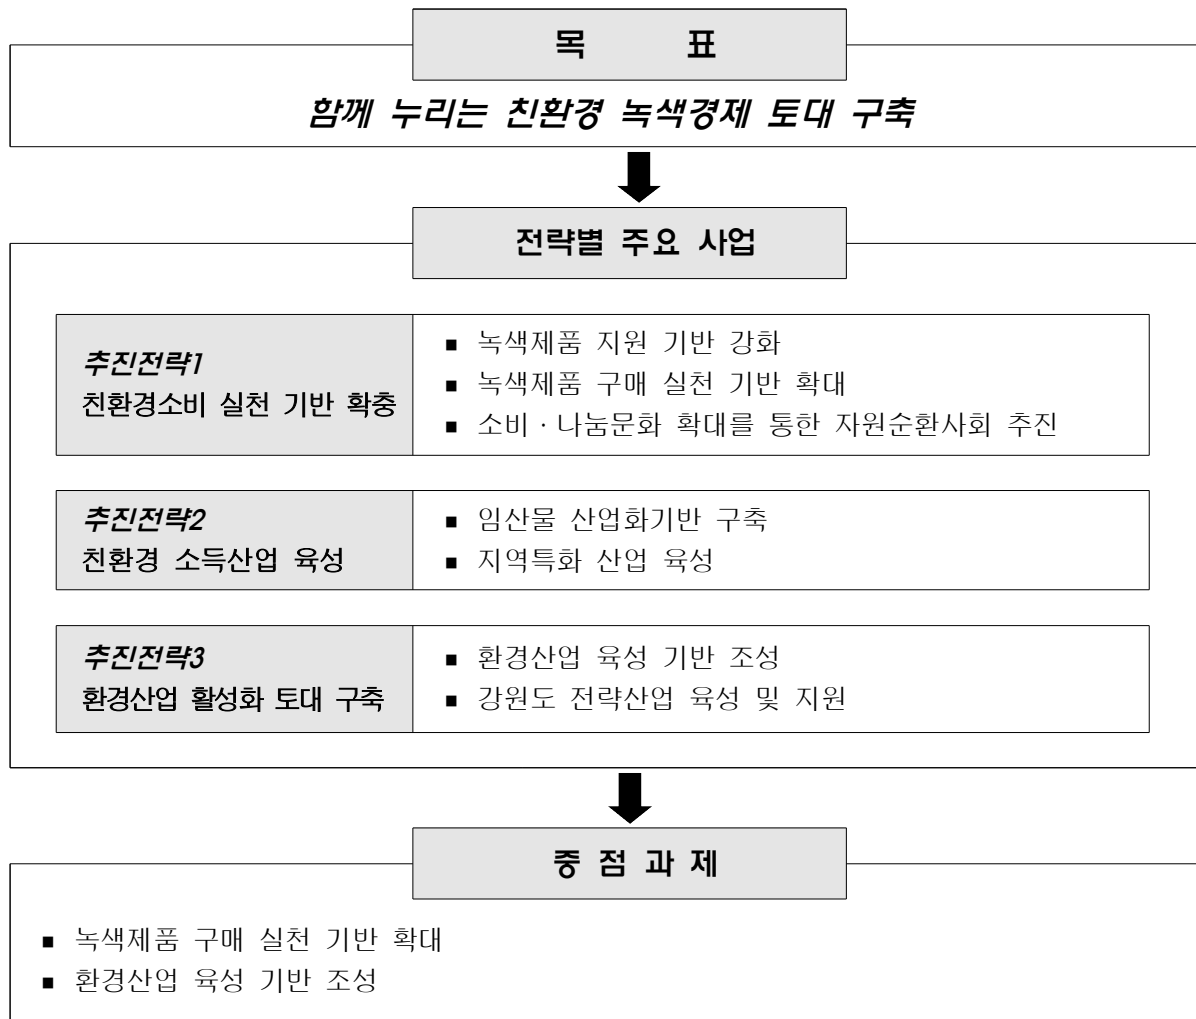 목 표
함께 누리는 친환경 녹색경제 토대 구축
전략별 주요 사업
추진전략1
친환경소비 실천 기반 확충
■ 녹색제품 지원 기반 강화
■ 녹색제품 구매 실천 기반 확대
■ 소비·나눔문화 확대를 통한 자원순환사회 추진
추진전략2
친환경 소득산업 육성
■ 임산물 산업화기반 구축
■ 지역특화 산업 육성
추진전략3
환경산업 활성화 토대 구축
■ 환경산업 육성 기반 조성
■ 강원도 전략산업 육성 및 지원
중 점 과 제
■ 녹색제품 구매 실천 기반 확대
■ 환경산업 육성 기반 조성